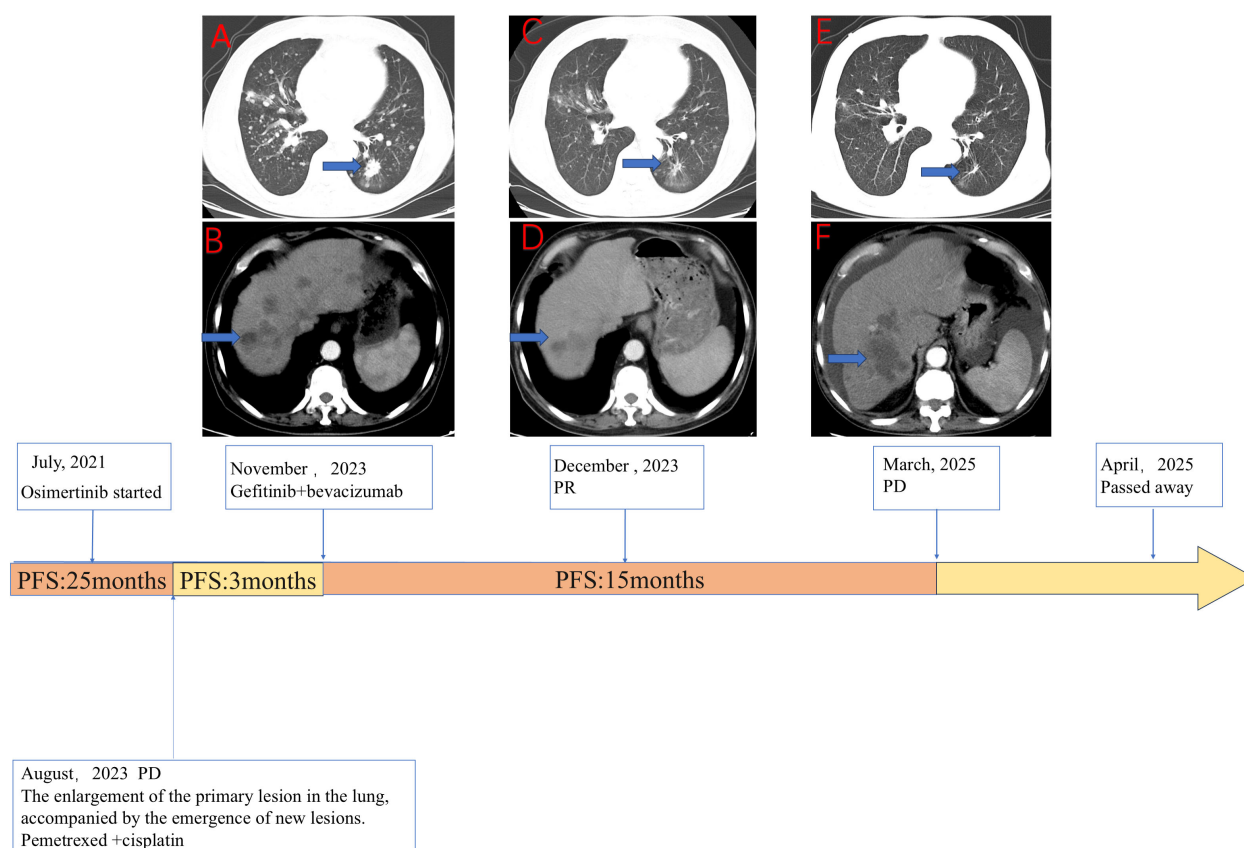 A
C
E
B
D
F
July, 2021
Osimertinib started
November ， 2023
Gefitinib+bevacizumab
December , 2023
PR
March, 2025
PD
April， 2025
Passed away
PFS:25months
PFS:3months
PFS:15months
August， 2023 PD
The enlargement of the primary lesion in the lung,
accompanied by the emergence of new lesions.
Pemetrexed +cisplatin